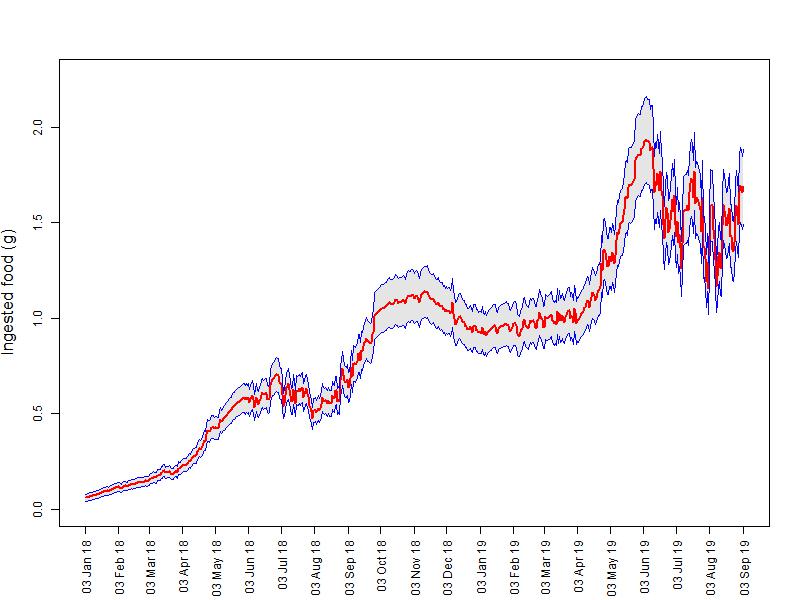 Ingested food (g)
2.0
1.5
1.0
0.5
0.0
03 Jan 18
03 Feb 18
03 Mar 18
03 Apr 18
03 May 18
03 Jun 18
03 Jul 18
03 Aug 18
03 Sep 18
03 Oct 18
03 Nov 18
03 Dec 18
03 Jan 19
03 Feb 19
03 Mar 19
03 Apr 19
03 May 19
03 Jun 19
03 Jul 19
03 Aug 19
03 Sep 19